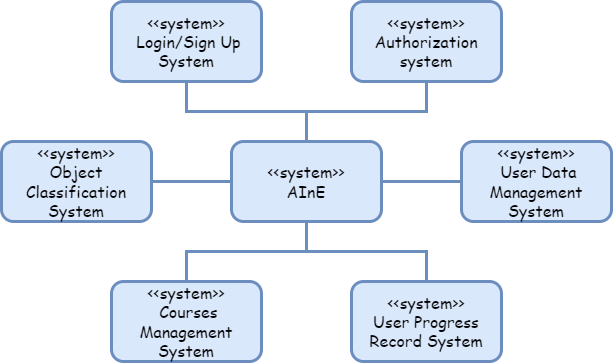 <<system>>
Login/Sign Up
System
<<system>>
Authorization
system
<<system>>
Object
Classification
System
<<system>>
AInE
<<system>>
User Data
Management
System
<<system>>
Courses
Management
System
<<system>>
User Progress
Record System